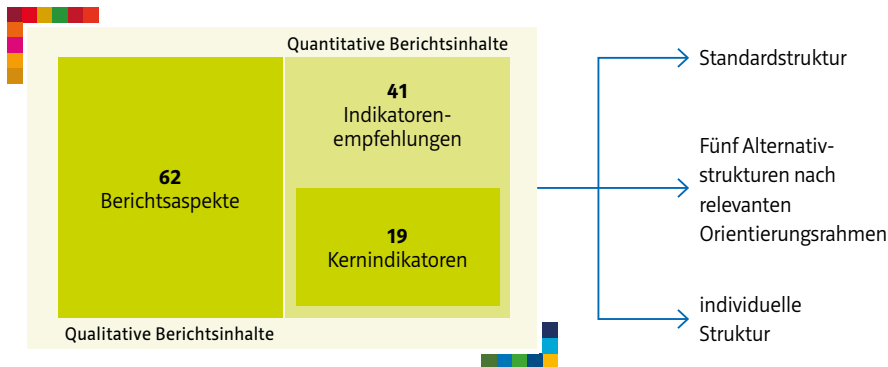 Quantitative Berichtsinhalte
62
Berichtsaspekte
41
Indikatoren-
empfehlungen
19
Kernindikatoren
Qualitative Berichtsinhalte
Standardstruktur
Fünf Alternativ-
strukturen nach
relevanten
Orientierungsrahmen
individuelle
Struktur